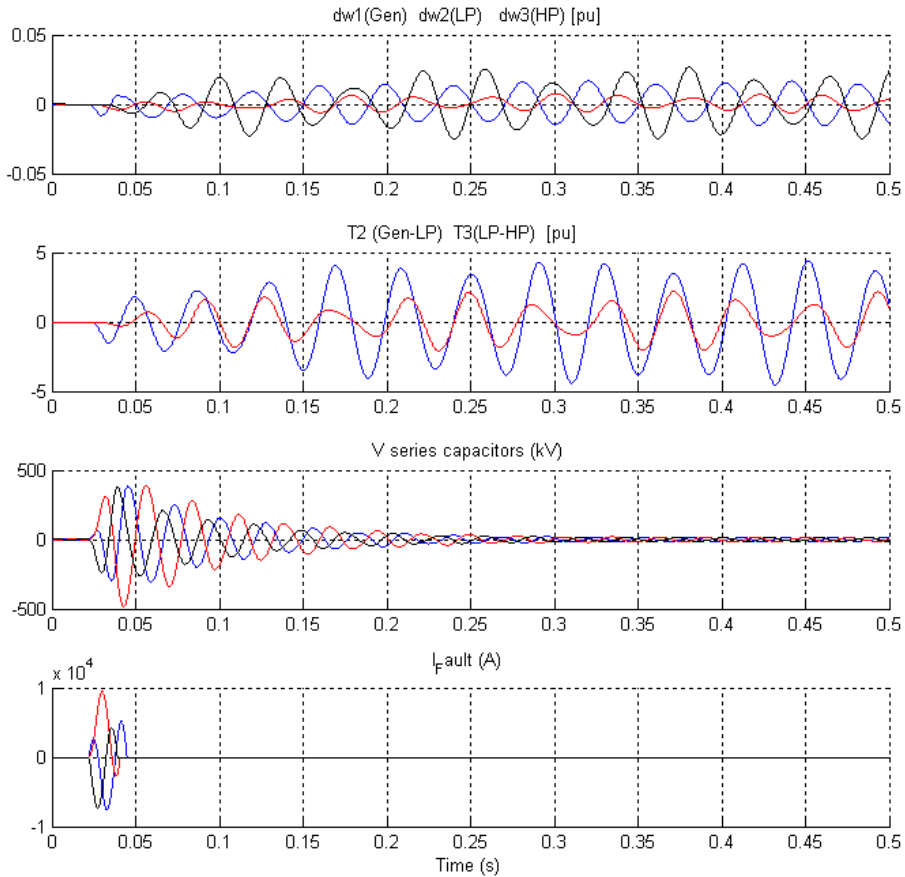 dw1(Gen) dw2(LP) dw3(HP) [pu]
0.05
0
-0.05
0 0.05 0.1 0.15 0.2 0.25 0.3 0.35 0.4 0.45 0.5
T2 (Gen-LP) T3(LP-HP) [pu]
5
0
-5
0 0.05 0.1 0.15 0.2 0.25 0.3 0.35 0.4 0.45 0.5
V series capacitors (kV)
500
0
-500
0 0.05 0.1 0.15 0.2 0.25 0.3 0.35 0.4 0.45 0.5
I_Fault (A)
x 10^4
1
0
-1
0 0.05 0.1 0.15 0.2 0.25 0.3 0.35 0.4 0.45 0.5
Time (s)